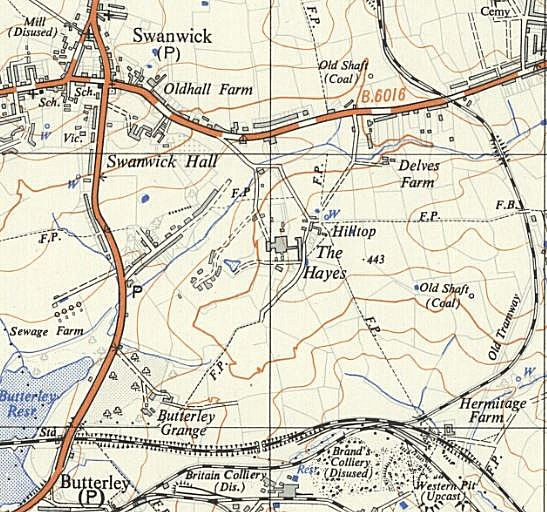 Mill
(Disused)
F.P.
Cemy
Swanwick
(P)
Old Shaft
(Coal)
Oldhall Farm
B.6016
Sch.
Sch.
Vic.
W
Swanwick Hall
Delves
Farm
W
F.P.
F.P.
W
F.P.
F.B.
F.P.
Hilltop
The
Hayes
·443
P
Old Shaft
(Coal)
Sewage Farm
F.P.
Old Tramway
F.P.
W
Butterley
Resr.
Butterley
Grange
Hermitage
Farm
Sta
Brand's
Colliery
(Disused)
F.P.
Resr.
Butterley
(P)
Britain Colliery
(Dis.)
Western Pit
(Upcast)
F.P.